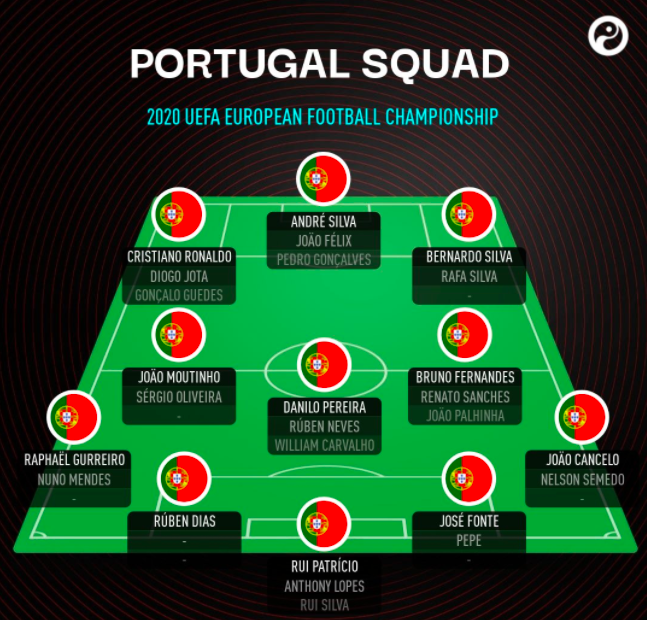 PORTUGAL SQUAD
2020 UEFA EUROPEAN FOOTBALL CHAMPIONSHIP
ANDRÉ SILVA
JOÃO FÉLIX
PEDRO GONÇALVES
CRISTIANO RONALDO
DIOGO JOTA
GONÇALO GUEDES
BERNARDO SILVA
RAFA SILVA
-
JOÃO MOUTINHO
SÉRGIO OLIVEIRA
-
DANILO PEREIRA
RÚBEN NEVES
WILLIAM CARVALHO
BRUNO FERNANDES
RENATO SANCHES
JOÃO PALHINHA
RAPHAËL GURREIRO
NUNO MENDES
-
RÚBEN DIAS
-
-
JOSÉ FONTE
PEPE
-
JOÃO CANCELO
NELSON SEMEDO
-
RUI PATRÍCIO
ANTHONY LOPES
RUI SILVA